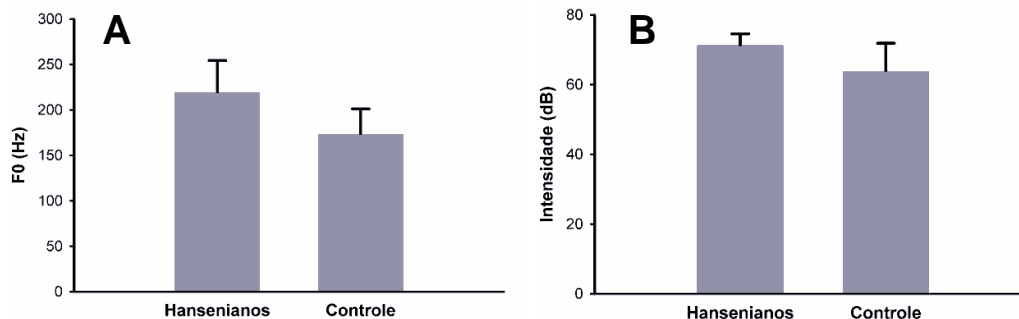 A
300
250
200
150
100
50
0
F0 (Hz)
Hansenianos Controle
B
80
60
40
20
0
Intensidade (dB)
Hansenianos Controle